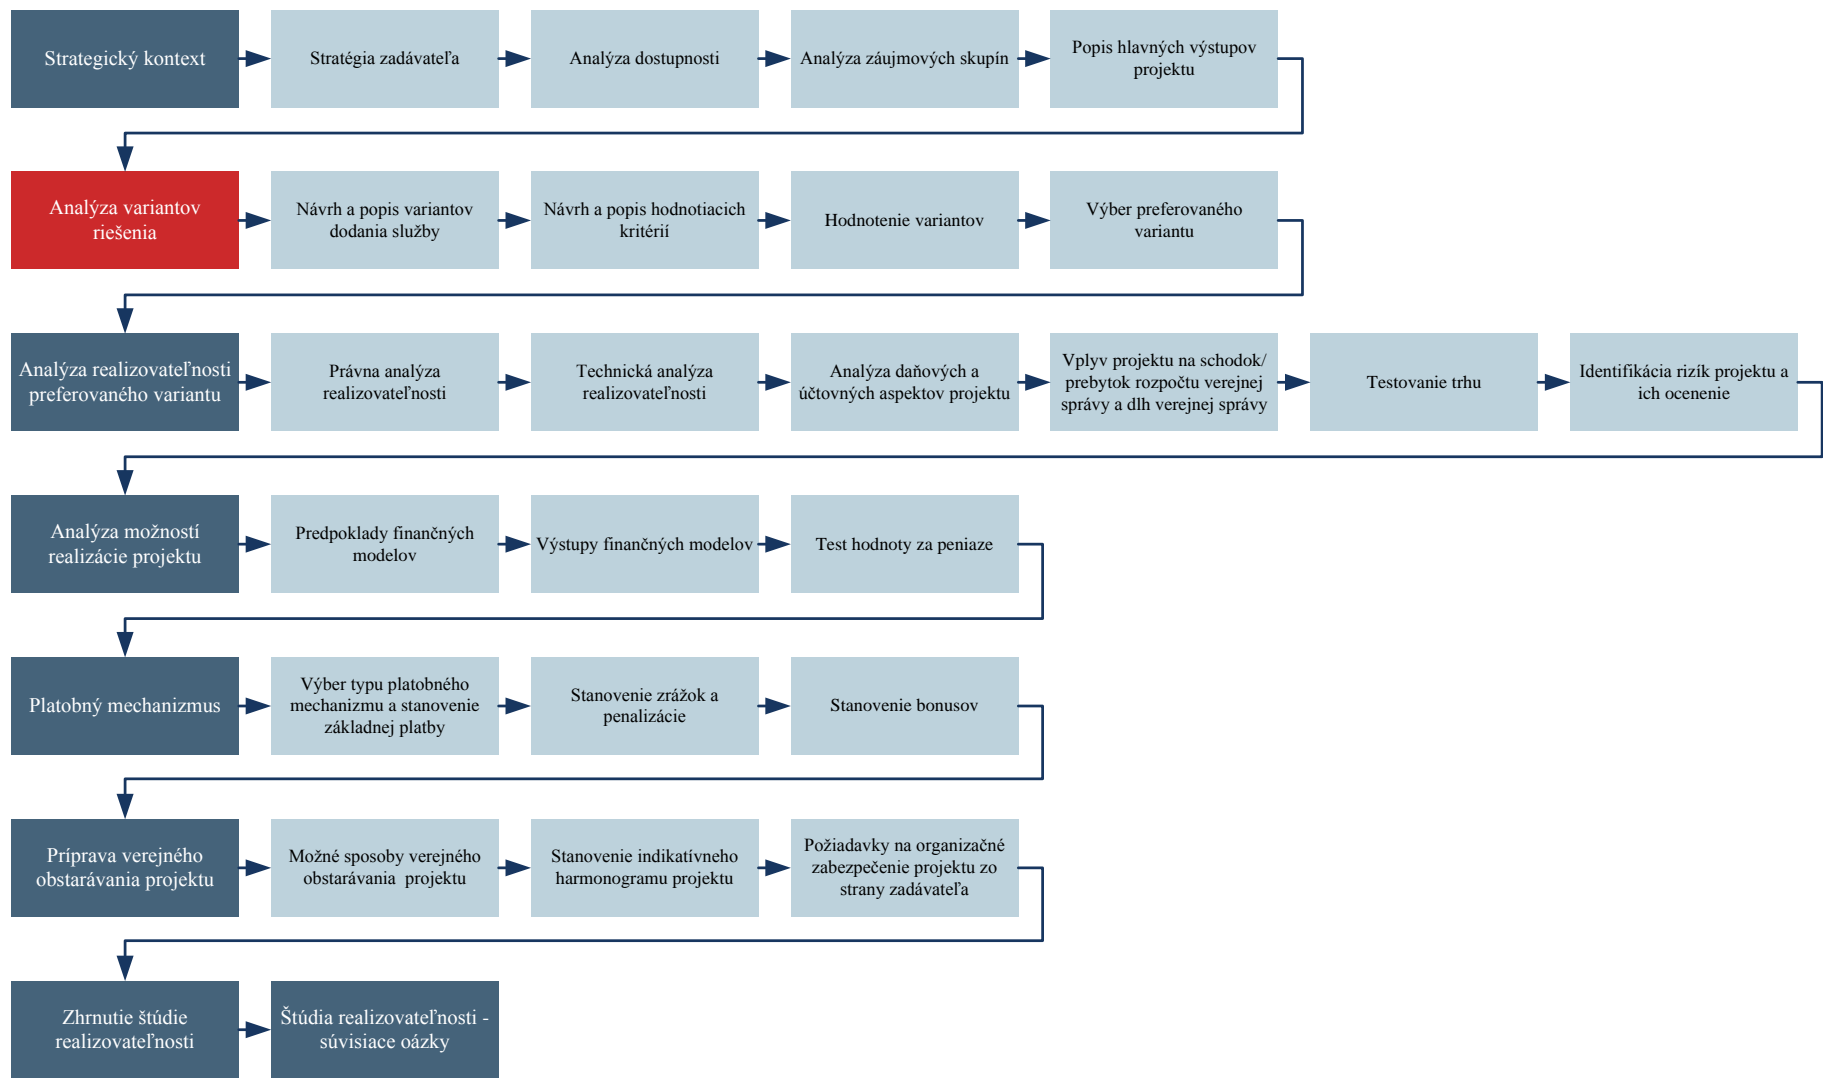 Strategický kontext
Stratégia zadávateľa
Analýza dostupnosti
Analýza záujmových skupín
Popis hlavných výstupov
projektu
Analýza variantov
riešenia
Návrh a popis variantov
dodania služby
Návrh a popis hodnotiacich
kritérií
Hodnotenie variantov
Výber preferovaného
variantu
Analýza realizovateľnosti
preferovaného variantu
Právna analýza
realizovateľnosti
Technická analýza
realizovateľnosti
Analýza daňových a
účtovných aspektov projektu
Vplyv projektu na schodok/
prebytok rozpočtu verejnej
správy a dlh verejnej správy
Testovanie trhu
Identifikácia rizík projektu a
ich ocenenie
Analýza možností
realizácie projektu
Predpoklady finančných
modelov
Výstupy finančných modelov
Test hodnoty za peniaze
Platobný mechanizmus
Výber typu platobného
mechanizmu a stanovenie
základnej platby
Stanovenie zrážok a
penalizácie
Stanovenie bonusov
Príprava verejného
obstarávania projektu
Možné sposoby verejného
obstarávania  projektu
Stanovenie indikatívneho
harmonogramu projektu
Požiadavky na organizačné
zabezpečenie projektu zo
strany zadávateľa
Zhrnutie štúdie
realizovateľnosti
Štúdia realizovateľnosti -
súvisiace oázky